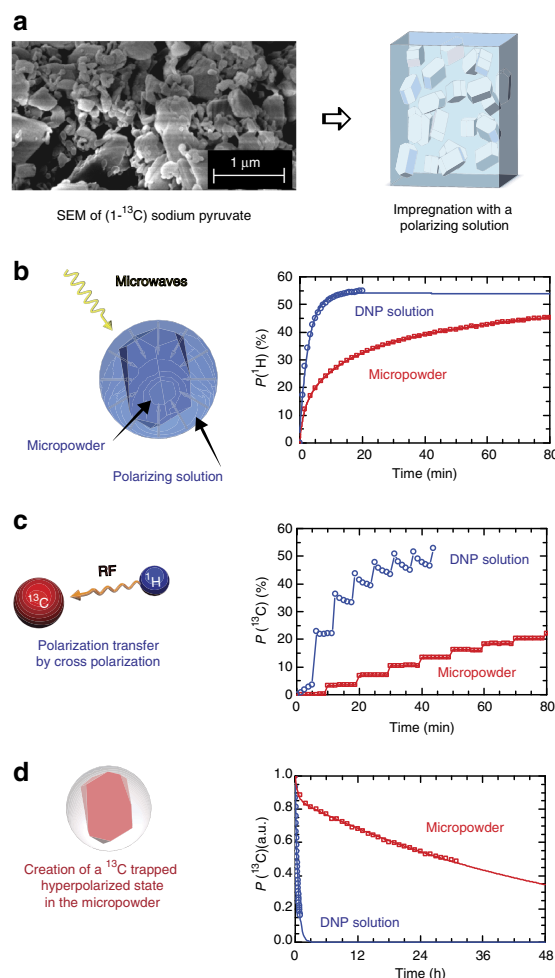 a
1 μm
SEM of (1-¹³C) sodium pyruvate
Impregnation with a
polarizing solution
b
Microwaves
Micropowder
Polarizing solution
P(¹H) (%)
60
50
40
30
20
10
0
DNP solution
Micropowder
0 20 40 60 80
Time (min)
c
RF
¹³C
¹H
Polarization transfer
by cross polarization
P (¹³C) (%)
60
50
40
30
20
10
0
DNP solution
Micropowder
0 20 40 60 80
Time (min)
d
Creation of a ¹³C trapped
hyperpolarized state
in the micropowder
P (¹³C)(a.u.)
1.0
0.8
0.6
0.4
0.2
0
Micropowder
DNP solution
0 12 24 36 48
Time (h)